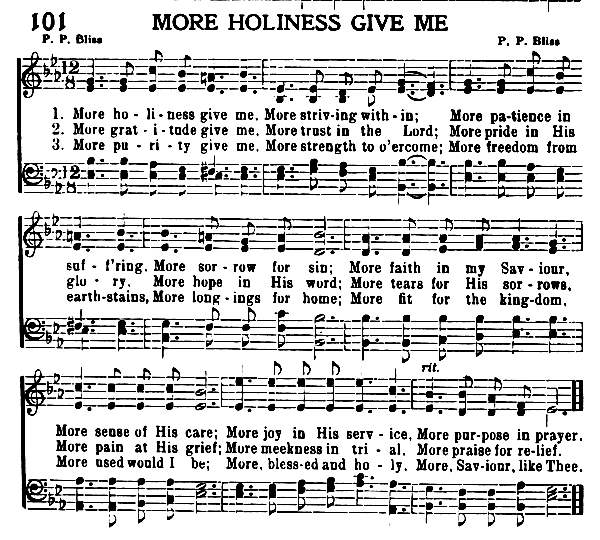 101 MORE HOLINESS GIVE ME
P. P. Bliss P. P. Bliss
1. More ho - li - ness give me, More striv - ing with - in; More pa - tience in
2. More grat - i - tude give me, More trust in the Lord; More pride in His
3. More pu - ri - ty give me, More strength to o'ercome; More freedom from
suf - f'ring, More sor - row for sin; More faith in my Sav - iour,
glo - ry, More hope in His word; More tears for His sor - rows,
earth-stains, More long - ings for home; More fit for the king-dom,
rit.
More sense of His care; More joy in His serv - ice, More pur-pose in prayer.
More pain at His grief; More meekness in tri - al, More praise for re-lief.
More used would I be; More, bless-ed and ho - ly, More, Sav-iour, like Thee.